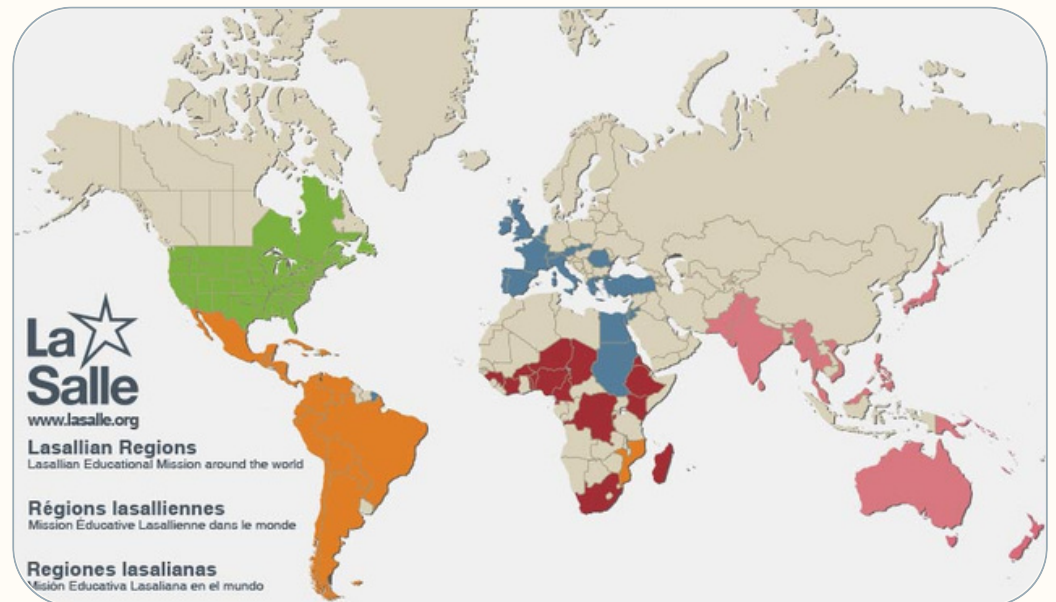 La
Salle
www.lasalle.org
Lasallian Regions
Lasallian Educational Mission around the world
Régions lasalliennes
Mission Éducative Lasallienne dans le monde
Regiones lasalianas
Misión Educativa Lasaliana en el mundo